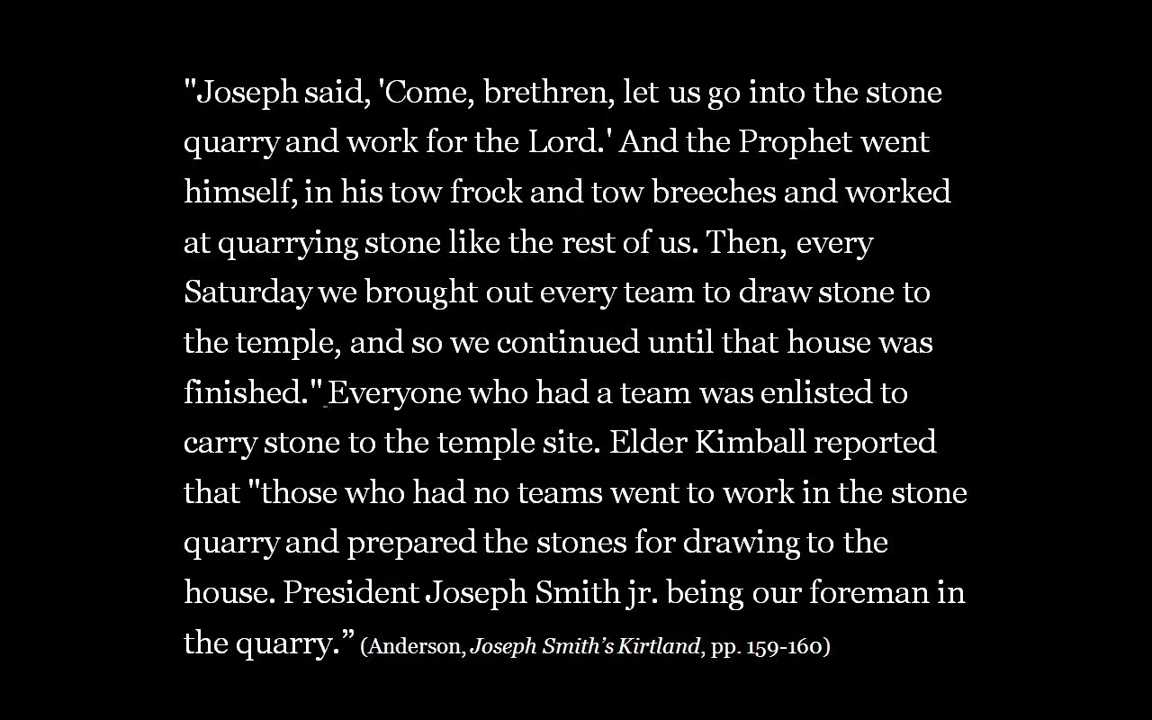 "Joseph said, 'Come, brethren, let us go into the stone
quarry and work for the Lord.' And the Prophet went
himself, in his tow frock and tow breeches and worked
at quarrying stone like the rest of us. Then, every
Saturday we brought out every team to draw stone to
the temple, and so we continued until that house was
finished." Everyone who had a team was enlisted to
carry stone to the temple site. Elder Kimball reported
that "those who had no teams went to work in the stone
quarry and prepared the stones for drawing to the
house. President Joseph Smith jr. being our foreman in
the quarry.” (Anderson, Joseph Smith’s Kirtland, pp. 159-160)